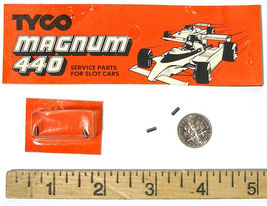 TYCO
MAGNUM
440
SERVICE PARTS
FOR SLOT CARS
1 2 3 4 5